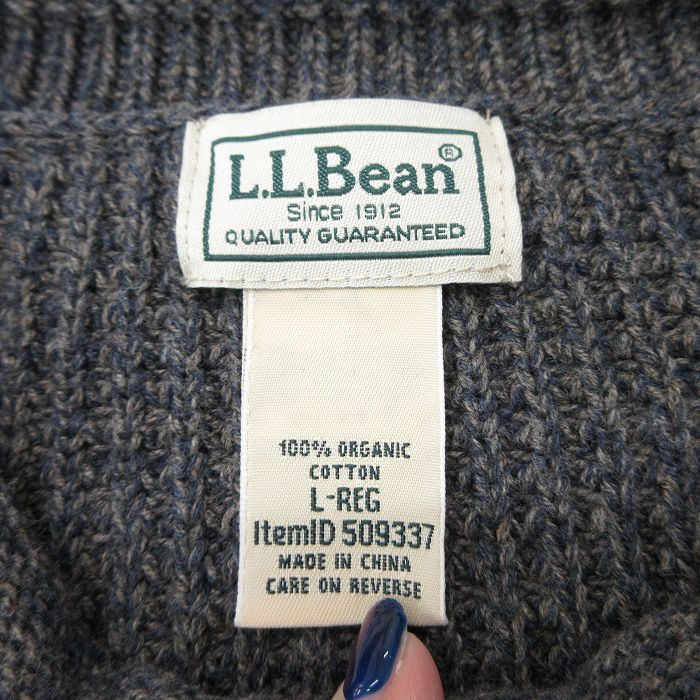 L.L.Bean®
Since 1912
QUALITY GUARANTEED
100% ORGANIC
COTTON
L-REG
ItemID 509337
MADE IN CHINA
CARE ON REVERSE